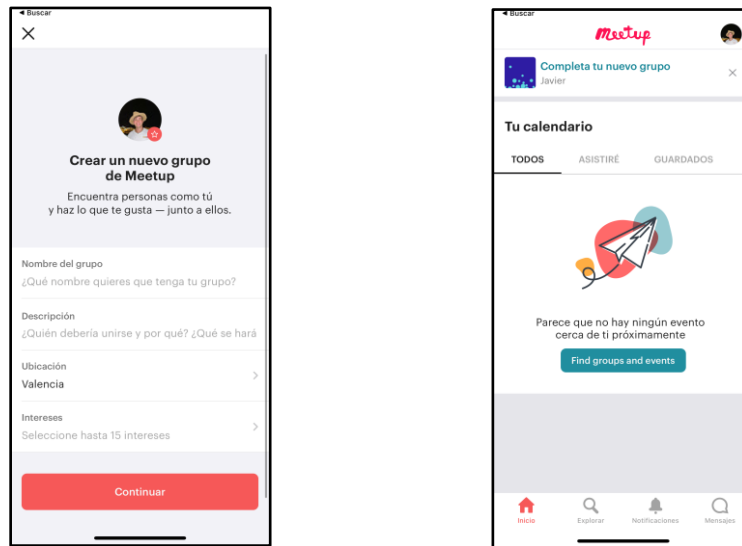 ◄ Buscar
Crear un nuevo grupo
de Meetup
Encuentra personas como tú
y haz lo que te gusta — junto a ellos.
Nombre del grupo
¿Qué nombre quieres que tenga tu grupo?
Descripción
¿Quién debería unirse y por qué? ¿Qué se hará
Ubicación
Valencia
Intereses
Seleccione hasta 15 intereses
Continuar
◄ Buscar
meetup
Completa tu nuevo grupo
Javier
Tu calendario
TODOS ASISTIRÉ GUARDADOS
Parece que no hay ningún evento
cerca de ti próximamente
Find groups and events
Inicio Explorar Notificaciones Mensajes